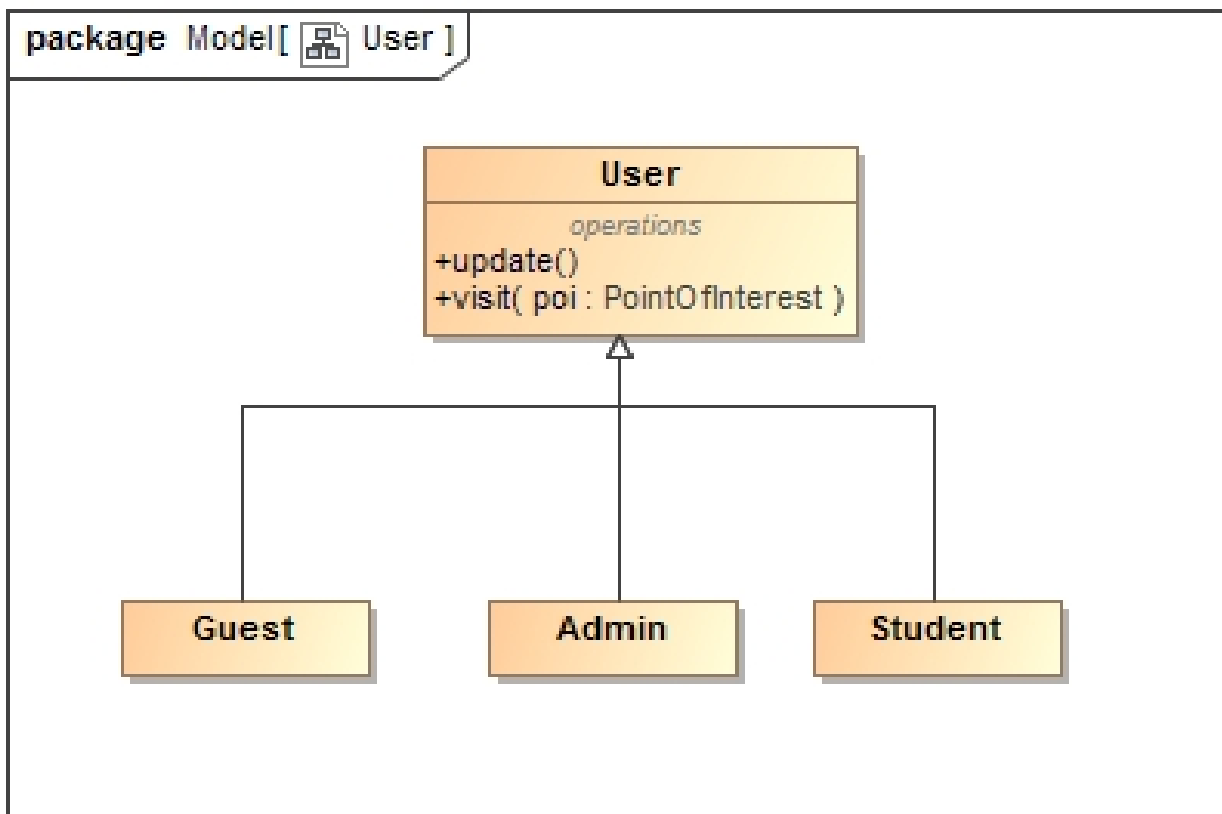 package Model[ User ]
User
operations
+update()
+visit( poi : PointOfInterest )
Guest
Admin
Student